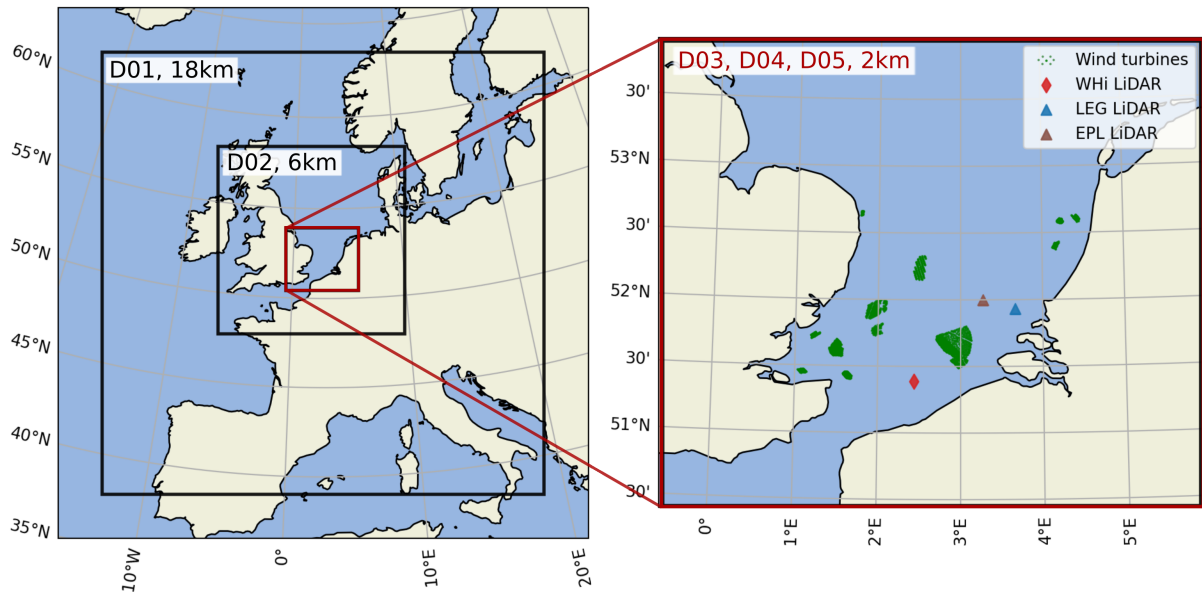 60°N
55°N
50°N
45°N
40°N
35°N
10°W
0°
10°E
20°E
D01, 18km
D02, 6km
D03, D04, D05, 2km
Wind turbines
WHi LiDAR
LEG LiDAR
EPL LiDAR
30'
53°N
30'
52°N
30'
51°N
30'
0°
1°E
2°E
3°E
4°E
5°E